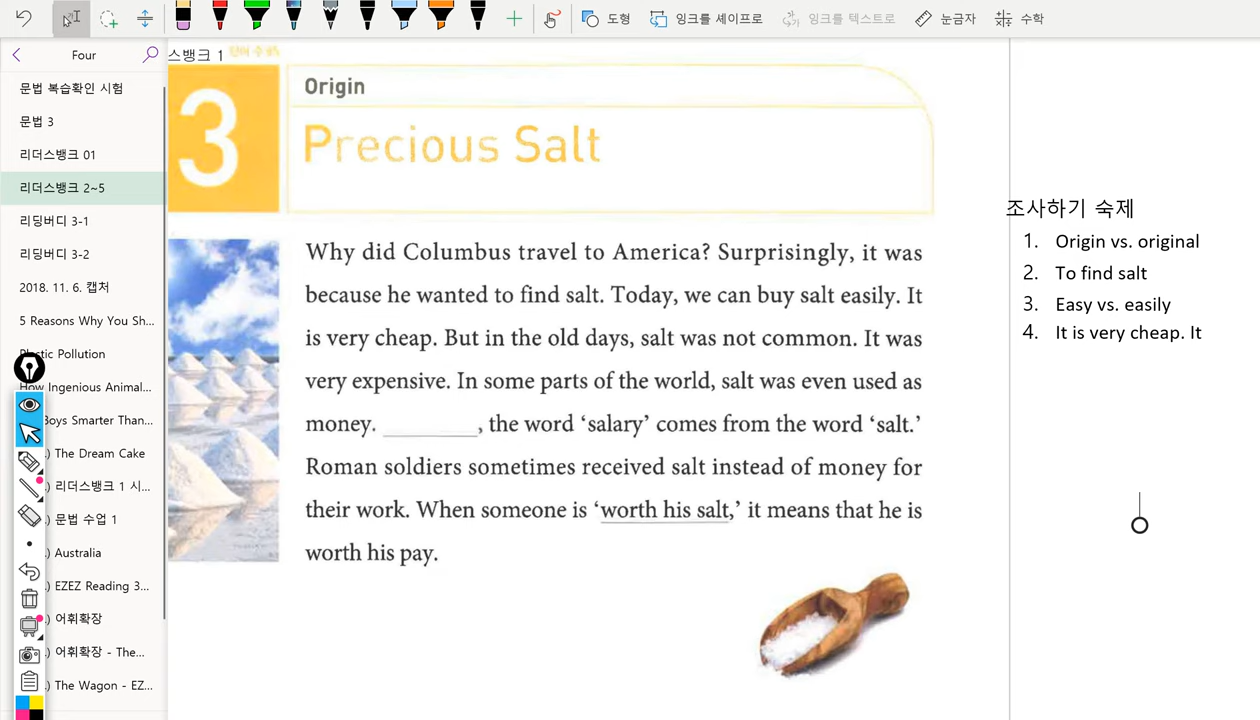 도형
잉크를 셰이프로
잉크를 텍스트로
눈금자
수학
Four
문법 복습확인 시험
문법 3
리더스뱅크 01
리더스뱅크 2~5
리딩버디 3-1
리딩버디 3-2
2018. 11. 6. 캡처
5 Reasons Why You Sh...
Plastic Pollution
How Ingenious Animal...
Boys Smarter Than...
) The Dream Cake
) 리더스뱅크 1 시...
) 문법 수업 1
) Australia
) EZEZ Reading 3...
) 어휘확장
) 어휘확장 - The...
) The Wagon - EZ...
스뱅크 1
3
Origin
Precious Salt
Why did Columbus travel to America? Surprisingly, it was
because he wanted to find salt. Today, we can buy salt easily. It
is very cheap. But in the old days, salt was not common. It was
very expensive. In some parts of the world, salt was even used as
money. ________, the word ‘salary’ comes from the word ‘salt.’
Roman soldiers sometimes received salt instead of money for
their work. When someone is ‘worth his salt,’ it means that he is
worth his pay.
조사하기 숙제
1. Origin vs. original
2. To find salt
3. Easy vs. easily
4. It is very cheap. It